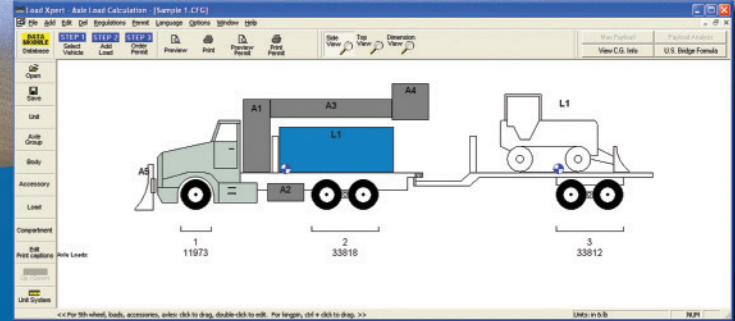 Load Xpert - Axle Load Calculation - [Sample 1.CFG]
File Add Edit Del Regulations Permit Language Options Window Help
DATA MODULE Database
STEP 1 Select Vehicle
STEP 2 Add Load
STEP 3 Order Permit
Preview
Print
Preview Permit
Print Permit
Side View
Top View
Dimension View
Max Payload
Payload Analysis
View C.G. Info
U.S. Bridge Formula
Open
Save
Unit
Axle Group
Body
Accessory
Load
Compartment
Edit Print captions
Unit System
A1
A3
A4
L1
L1
A5
A2
1
2
3
Axle Loads:
11973
33818
33812
<< For 5th wheel, loads, accessories, axles: click to drag, double-click to edit. For kingpin, ctrl + click to drag. >>
Units: in & lb
NUM